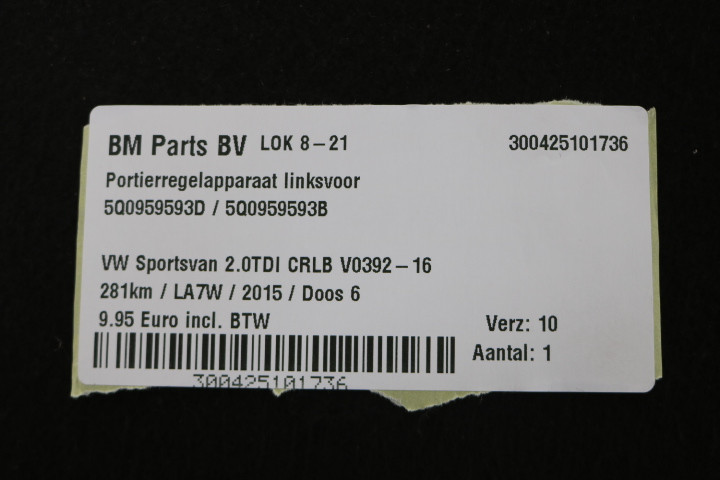 BM Parts BV LOK 8-21 300425101736
Portierregelapparaat linksvoor
5Q0959593D / 5Q0959593B
VW Sportsvan 2.0TDI CRLB V0392-16
281km / LA7W / 2015 / Doos 6
9.95 Euro incl. BTW Verz: 10
Aantal: 1
300425101736